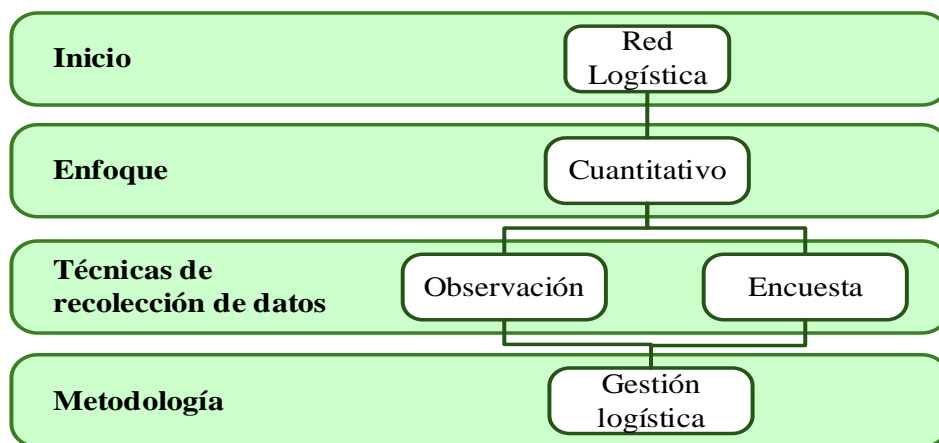 Inicio
Red
Logística
Enfoque
Cuantitativo
Técnicas de
recolección de datos
Observación
Encuesta
Metodología
Gestión
logística